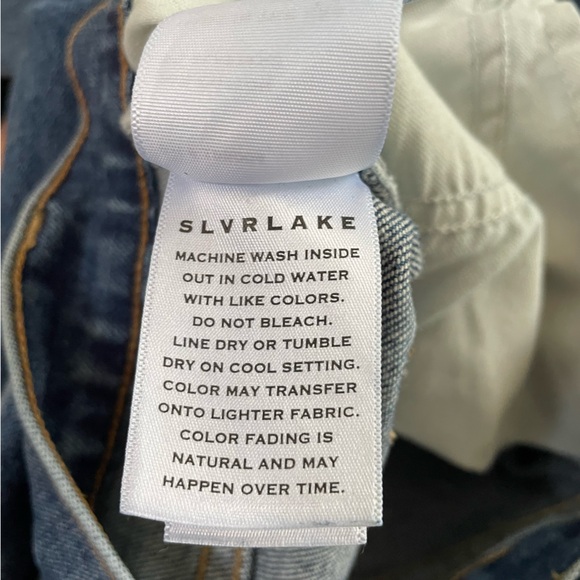 SLVRLAKE
MACHINE WASH INSIDE
OUT IN COLD WATER
WITH LIKE COLORS.
DO NOT BLEACH.
LINE DRY OR TUMBLE
DRY ON COOL SETTING.
COLOR MAY TRANSFER
ONTO LIGHTER FABRIC.
COLOR FADING IS
NATURAL AND MAY
HAPPEN OVER TIME.